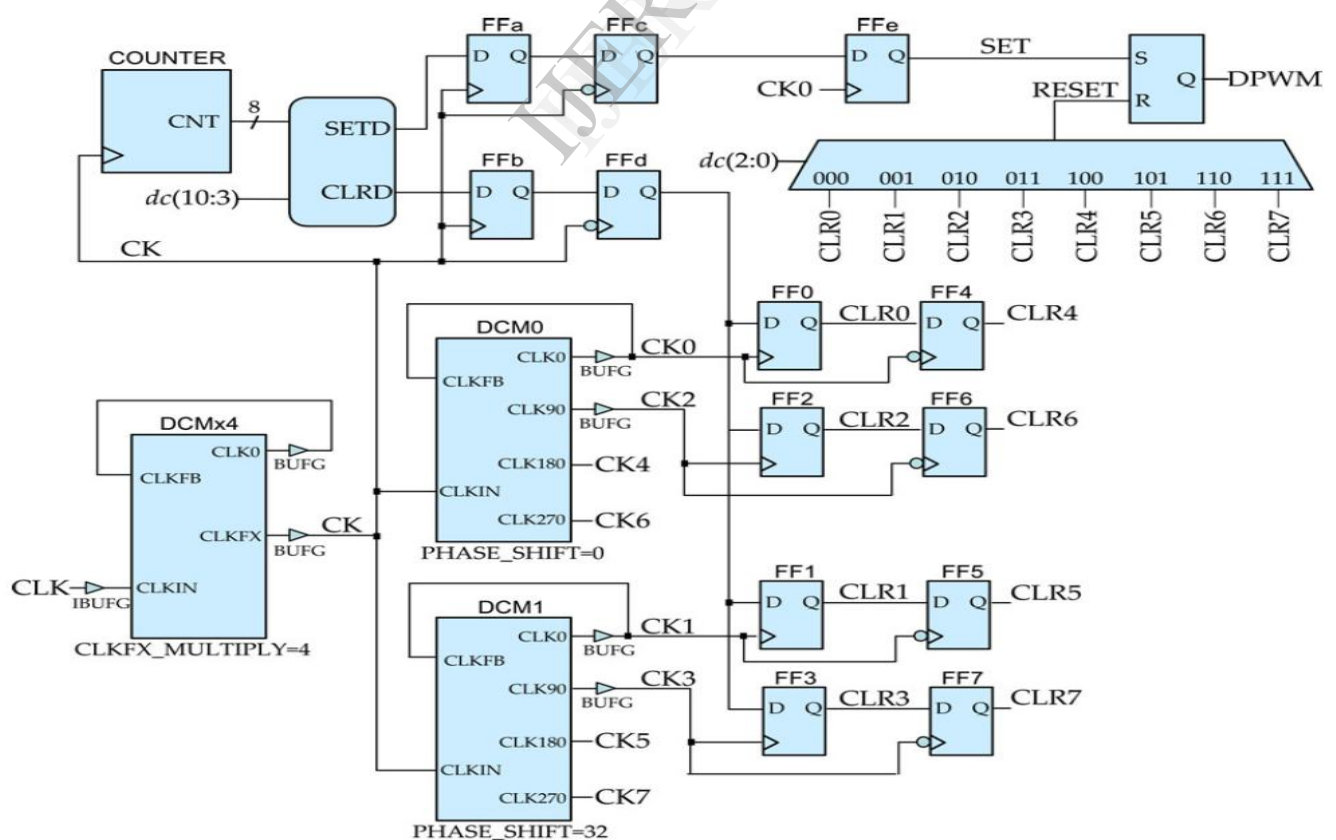 IJERT
COUNTER
CNT
8
dc(10:3)
SETD
CLRD
CK
FFa
D Q
FFc
D Q
FFb
D Q
FFd
D Q
FFe
D Q
CK0
SET
RESET
S
R
Q
DPWM
dc(2:0)
000 001 010 011 100 101 110 111
CLR0
CLR1
CLR2
CLR3
CLR4
CLR5
CLR6
CLR7
DCMx4
CLK0
BUFG
CLKFB
CLKFX
BUFG
CK
CLK
IBUFG
CLKIN
CLKFX_MULTIPLY=4
DCM0
CLK0
BUFG
CK0
CLKFB
CLK90
BUFG
CK2
CLK180
CK4
CLKIN
CLK270
CK6
PHASE_SHIFT=0
FF0
D Q
CLR0
FF4
D Q
CLR4
FF2
D Q
CLR2
FF6
D Q
CLR6
DCM1
CLK0
BUFG
CK1
CLKFB
CLK90
BUFG
CK3
CLK180
CK5
CLKIN
CLK270
CK7
PHASE_SHIFT=32
FF1
D Q
CLR1
FF5
D Q
CLR5
FF3
D Q
CLR3
FF7
D Q
CLR7